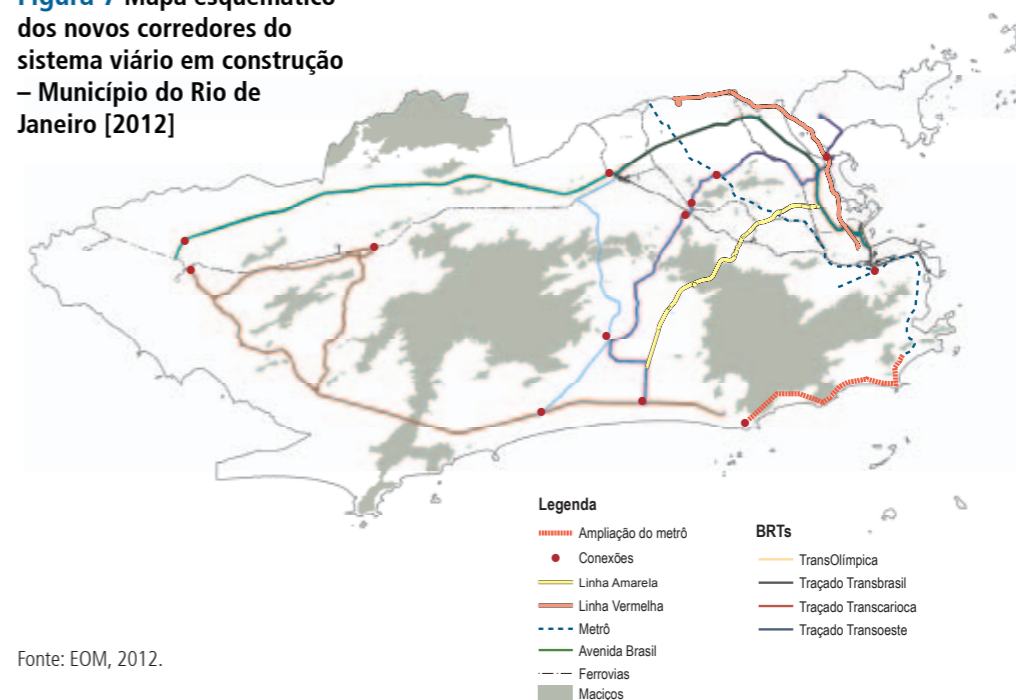 Figura 7 Mapa esquemático
dos novos corredores do
sistema viário em construção
– Município do Rio de
Janeiro [2012]
Legenda
Ampliação do metrô
Conexões
Linha Amarela
Linha Vermelha
Metrô
Avenida Brasil
Ferrovias
Maciços
BRTs
TransOlímpica
Traçado Transbrasil
Traçado Transcarioca
Traçado Transoeste
Fonte: EOM, 2012.